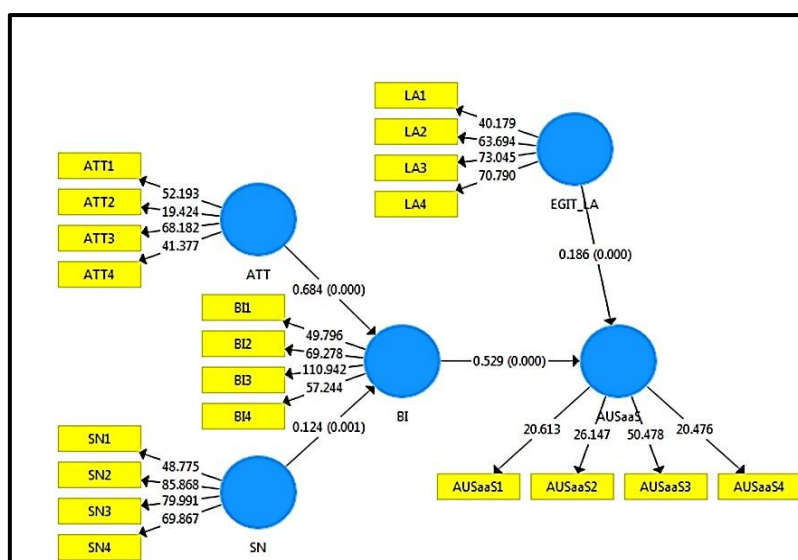 LA1
LA2
LA3
LA4
40.179
63.694
73.045
70.790
EGIT_LA
ATT1
ATT2
ATT3
ATT4
52.193
19.424
68.182
41.377
ATT
0.186 (0.000)
0.684 (0.000)
BI1
BI2
BI3
BI4
49.796
69.278
110.942
57.244
BI
0.529 (0.000)
AUSaaS
0.124 (0.001)
SN1
SN2
SN3
SN4
48.775
85.868
79.991
69.867
SN
20.613
26.147
50.478
20.476
AUSaaS1
AUSaaS2
AUSaaS3
AUSaaS4